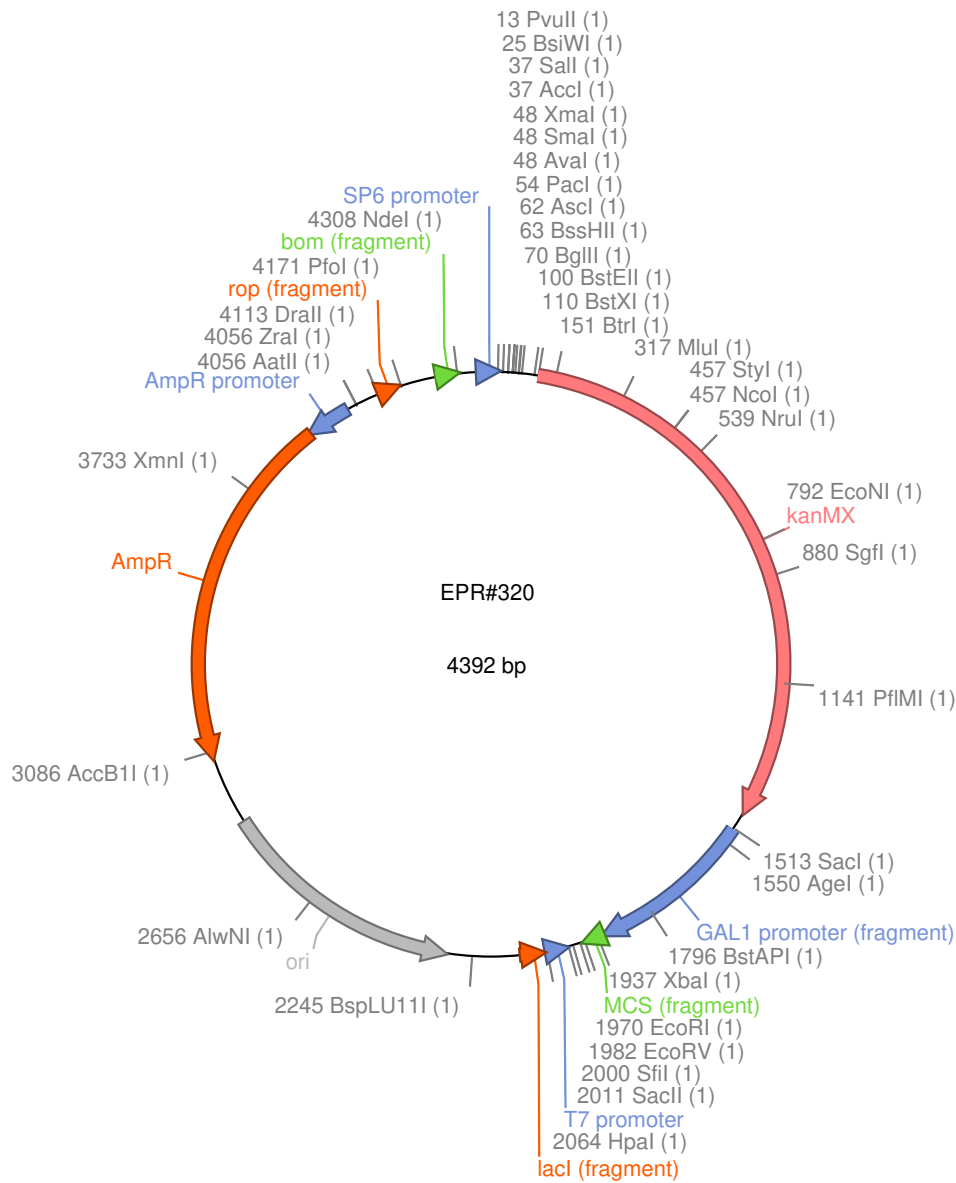 13 PvuII (1)
25 BsiWI (1)
37 SalI (1)
37 AccI (1)
48 XmaI (1)
48 SmaI (1)
48 AvaI (1)
54 PacI (1)
62 AscI (1)
63 BssHII (1)
70 BglII (1)
100 BstEII (1)
110 BstXI (1)
151 BtrI (1)
317 MluI (1)
457 StyI (1)
457 NcoI (1)
539 NruI (1)
792 EcoNI (1)
kanMX
880 SgfI (1)
1141 PflMI (1)
1513 SacI (1)
1550 AgeI (1)
GAL1 promoter (fragment)
1796 BstAPI (1)
1937 XbaI (1)
MCS (fragment)
1970 EcoRI (1)
1982 EcoRV (1)
2000 SfiI (1)
2011 SacII (1)
T7 promoter
2064 HpaI (1)
lacI (fragment)
2245 BspLU11I (1)
ori
2656 AlwNI (1)
3086 AccB1I (1)
AmpR
3733 XmnI (1)
AmpR promoter
4056 AatII (1)
4056 ZraI (1)
4113 DraII (1)
rop (fragment)
4171 PfoI (1)
bom (fragment)
4308 NdeI (1)
SP6 promoter
EPR#320
4392 bp